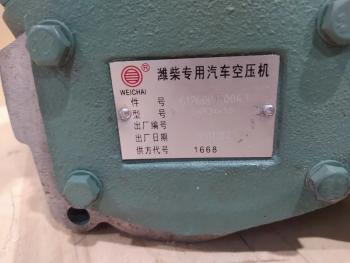 潍柴专用汽车空压机
WEICHAI ®
件号
型号
出厂编号
出厂日期
供方代号 1668